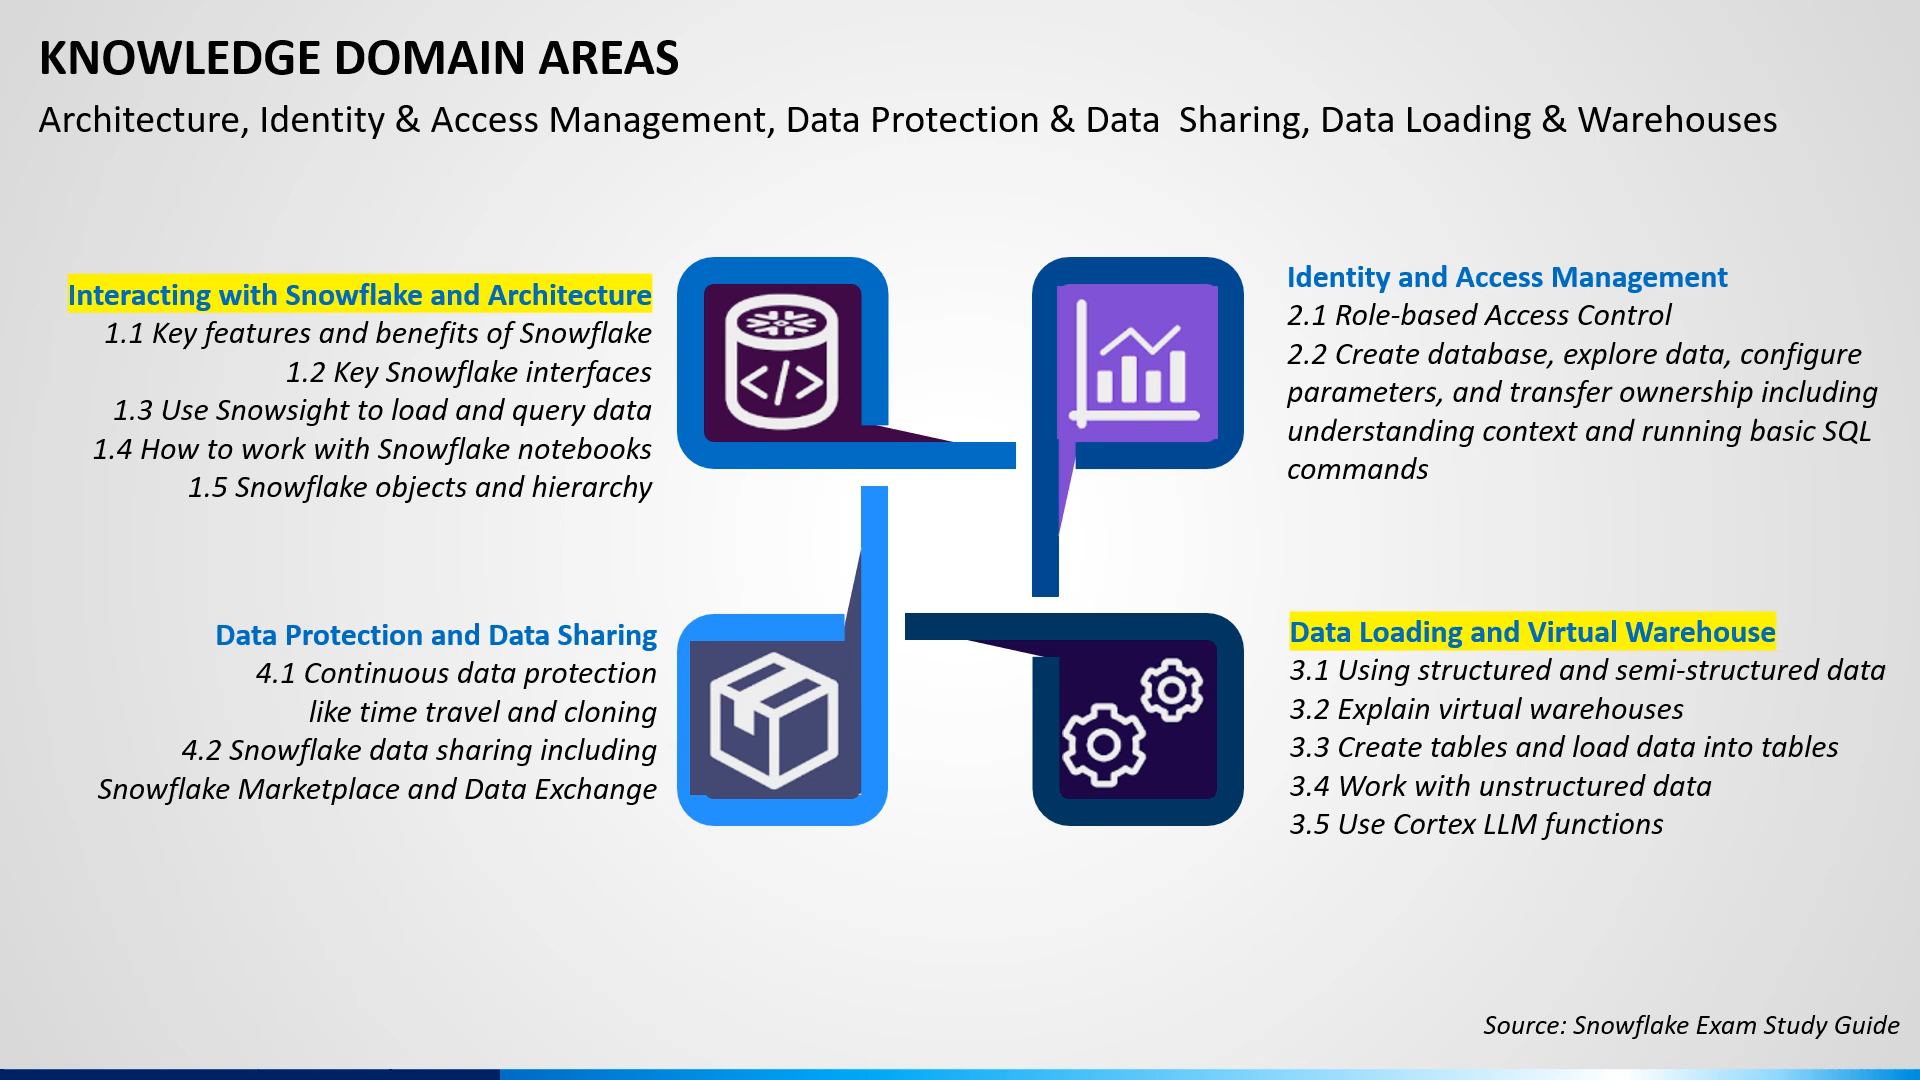 KNOWLEDGE DOMAIN AREAS
Architecture, Identity & Access Management, Data Protection & Data  Sharing, Data Loading & Warehouses
Interacting with Snowflake and Architecture
1.1 Key features and benefits of Snowflake
1.2 Key Snowflake interfaces
1.3 Use Snowsight to load and query data
1.4 How to work with Snowflake notebooks
1.5 Snowflake objects and hierarchy
Identity and Access Management
2.1 Role-based Access Control
2.2 Create database, explore data, configure
parameters, and transfer ownership including
understanding context and running basic SQL
commands
Data Protection and Data Sharing
4.1 Continuous data protection
like time travel and cloning
4.2 Snowflake data sharing including
Snowflake Marketplace and Data Exchange
Data Loading and Virtual Warehouse
3.1 Using structured and semi-structured data
3.2 Explain virtual warehouses
3.3 Create tables and load data into tables
3.4 Work with unstructured data
3.5 Use Cortex LLM functions
Source: Snowflake Exam Study Guide